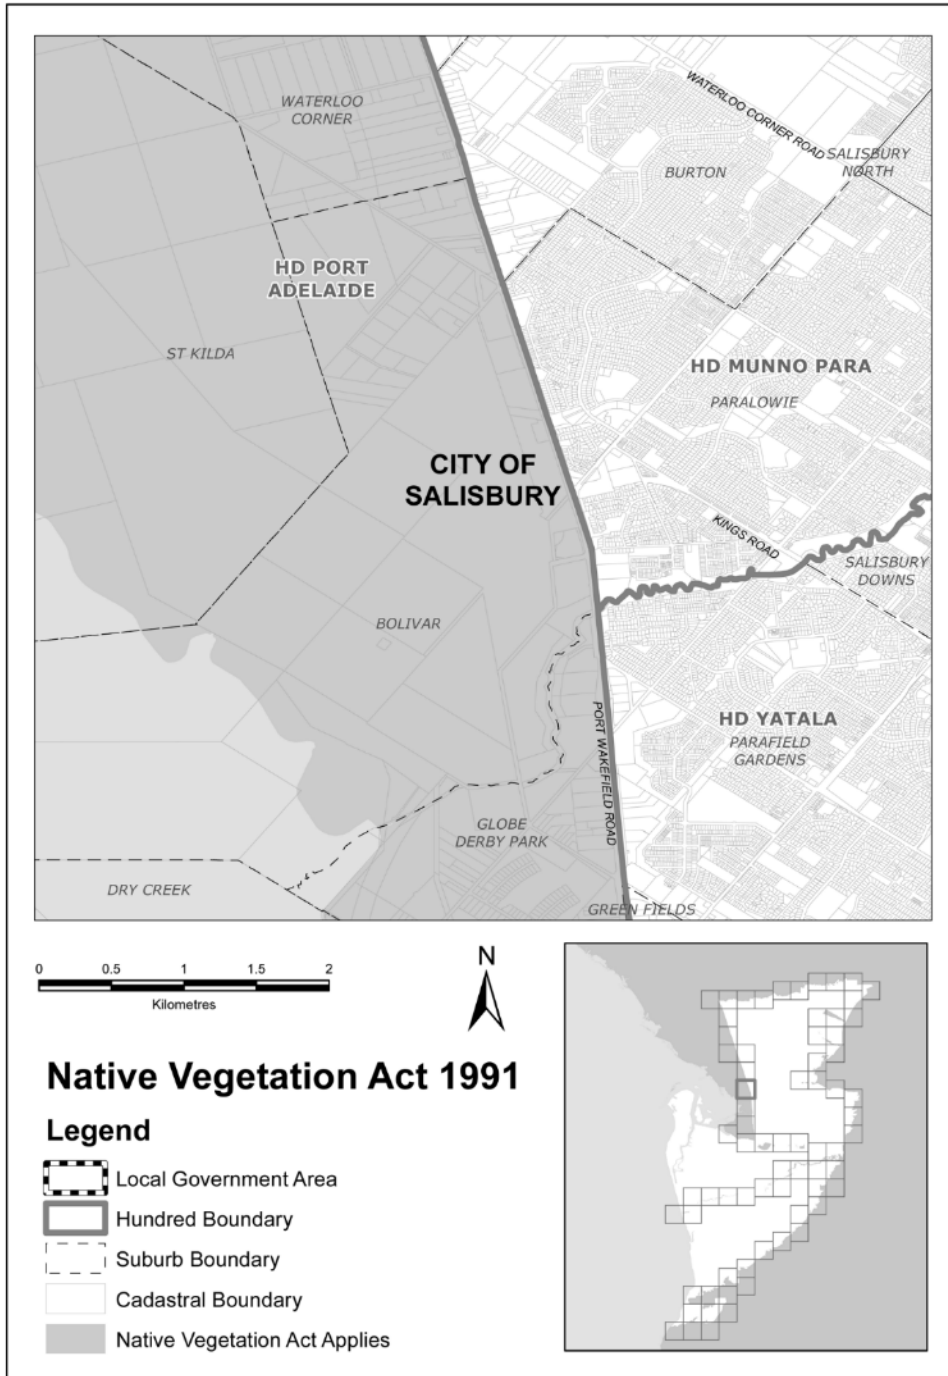 WATERLOO
CORNER
WATERLOO CORNER ROAD
BURTON
SALISBURY
NORTH
HD PORT
ADELAIDE
ST KILDA
HD MUNNO PARA
PARALOWIE
CITY OF
SALISBURY
KINGS ROAD
SALISBURY
DOWNS
BOLIVAR
PORT WAKEFIELD ROAD
HD YATALA
PARAFIELD
GARDENS
GLOBE
DERBY PARK
DRY CREEK
GREEN FIELDS
0 0.5 1 1.5 2
Kilometres
N
Native Vegetation Act 1991
Legend
Local Government Area
Hundred Boundary
Suburb Boundary
Cadastral Boundary
Native Vegetation Act Applies